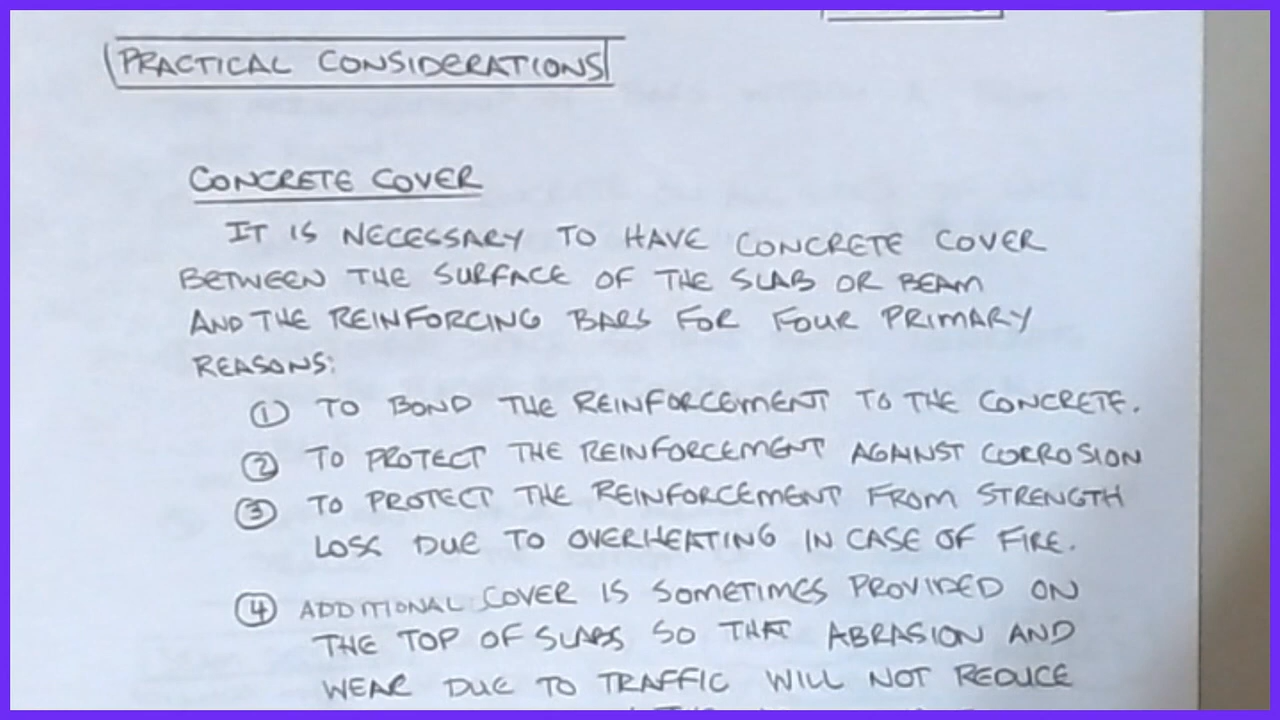 PRACTICAL CONSIDERATIONS
CONCRETE COVER
IT IS NECESSARY TO HAVE CONCRETE COVER
BETWEEN THE SURFACE OF THE SLAB OR BEAM
AND THE REINFORCING BARS FOR FOUR PRIMARY
REASONS:
① TO BOND THE REINFORCEMENT TO THE CONCRETE.
② TO PROTECT THE REINFORCEMENT AGAINST CORROSION
③ TO PROTECT THE REINFORCEMENT FROM STRENGTH
LOSS DUE TO OVERHEATING IN CASE OF FIRE.
④ ADDITIONAL COVER IS SOMETIMES PROVIDED ON
THE TOP OF SLABS SO THAT ABRASION AND
WEAR DUE TO TRAFFIC WILL NOT REDUCE